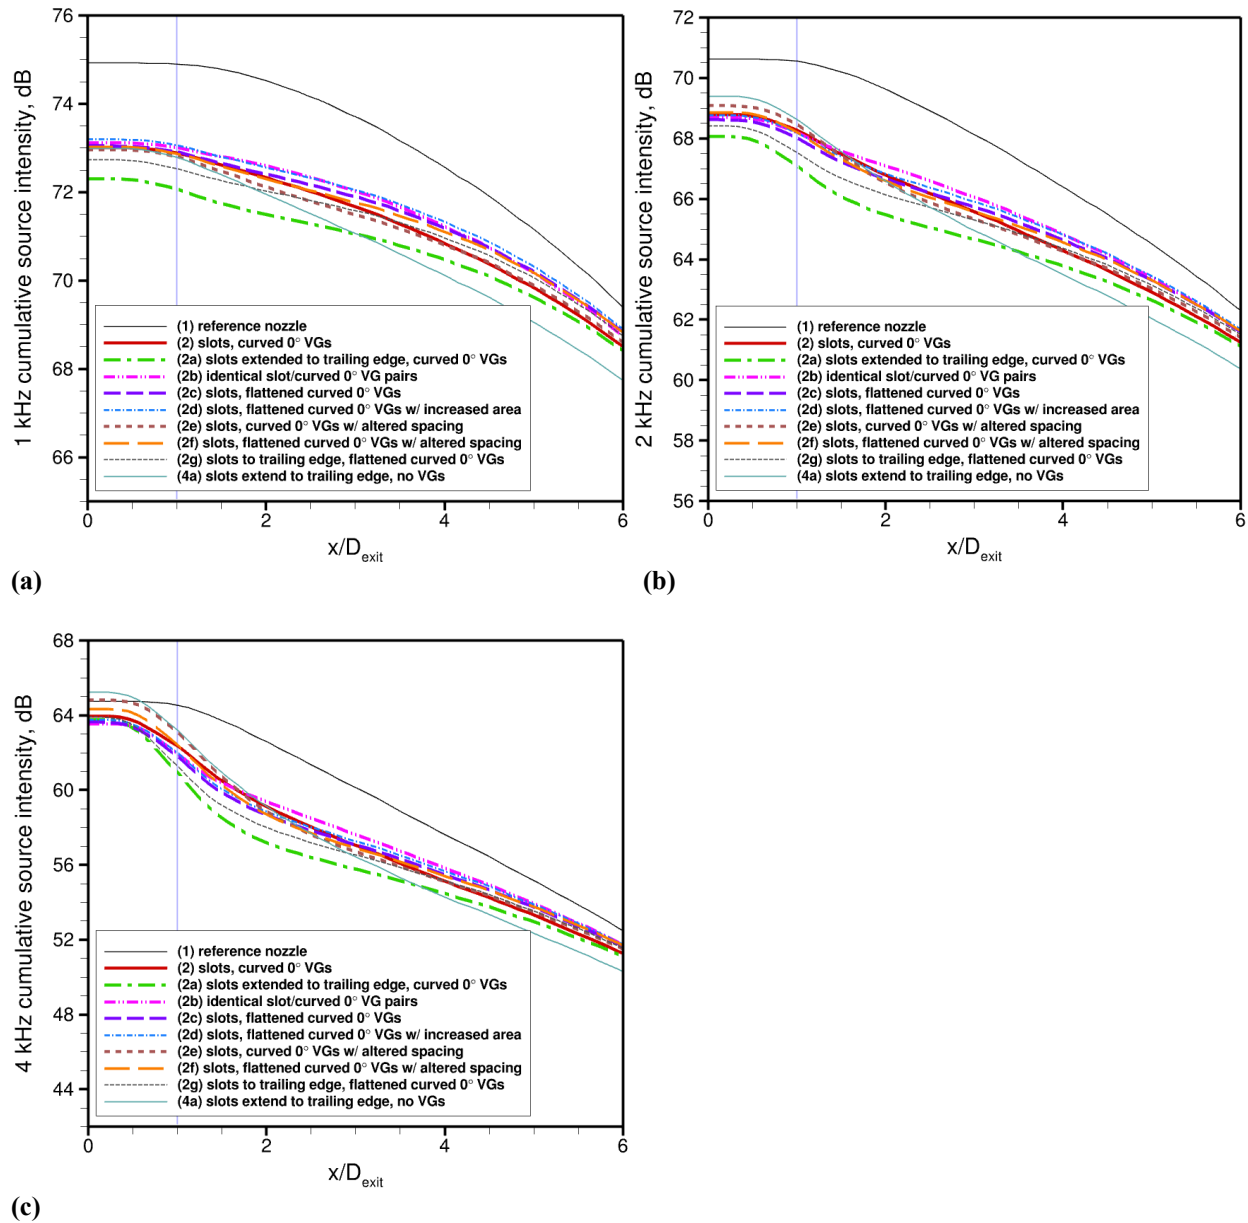 76
74
72
70
68
66
0
2
4
6
1 kHz cumulative source intensity, dB
x/D_exit
(1) reference nozzle
(2) slots, curved 0° VGs
(2a) slots extended to trailing edge, curved 0° VGs
(2b) identical slot/curved 0° VG pairs
(2c) slots, flattened curved 0° VGs
(2d) slots, flattened curved 0° VGs w/ increased area
(2e) slots, curved 0° VGs w/ altered spacing
(2f) slots, flattened curved 0° VGs w/ altered spacing
(2g) slots to trailing edge, flattened curved 0° VGs
(4a) slots extend to trailing edge, no VGs
(a)
72
70
68
66
64
62
60
58
56
0
2
4
6
2 kHz cumulative source intensity, dB
x/D_exit
(1) reference nozzle
(2) slots, curved 0° VGs
(2a) slots extended to trailing edge, curved 0° VGs
(2b) identical slot/curved 0° VG pairs
(2c) slots, flattened curved 0° VGs
(2d) slots, flattened curved 0° VGs w/ increased area
(2e) slots, curved 0° VGs w/ altered spacing
(2f) slots, flattened curved 0° VGs w/ altered spacing
(2g) slots to trailing edge, flattened curved 0° VGs
(4a) slots extend to trailing edge, no VGs
(b)
68
64
60
56
52
48
44
0
2
4
6
4 kHz cumulative source intensity, dB
x/D_exit
(1) reference nozzle
(2) slots, curved 0° VGs
(2a) slots extended to trailing edge, curved 0° VGs
(2b) identical slot/curved 0° VG pairs
(2c) slots, flattened curved 0° VGs
(2d) slots, flattened curved 0° VGs w/ increased area
(2e) slots, curved 0° VGs w/ altered spacing
(2f) slots, flattened curved 0° VGs w/ altered spacing
(2g) slots to trailing edge, flattened curved 0° VGs
(4a) slots extend to trailing edge, no VGs
(c)